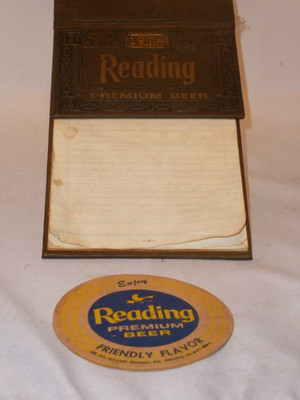 Reading
PREMIUM BEER
Enjoy
Reading
PREMIUM
BEER
FRIENDLY FLAVOR